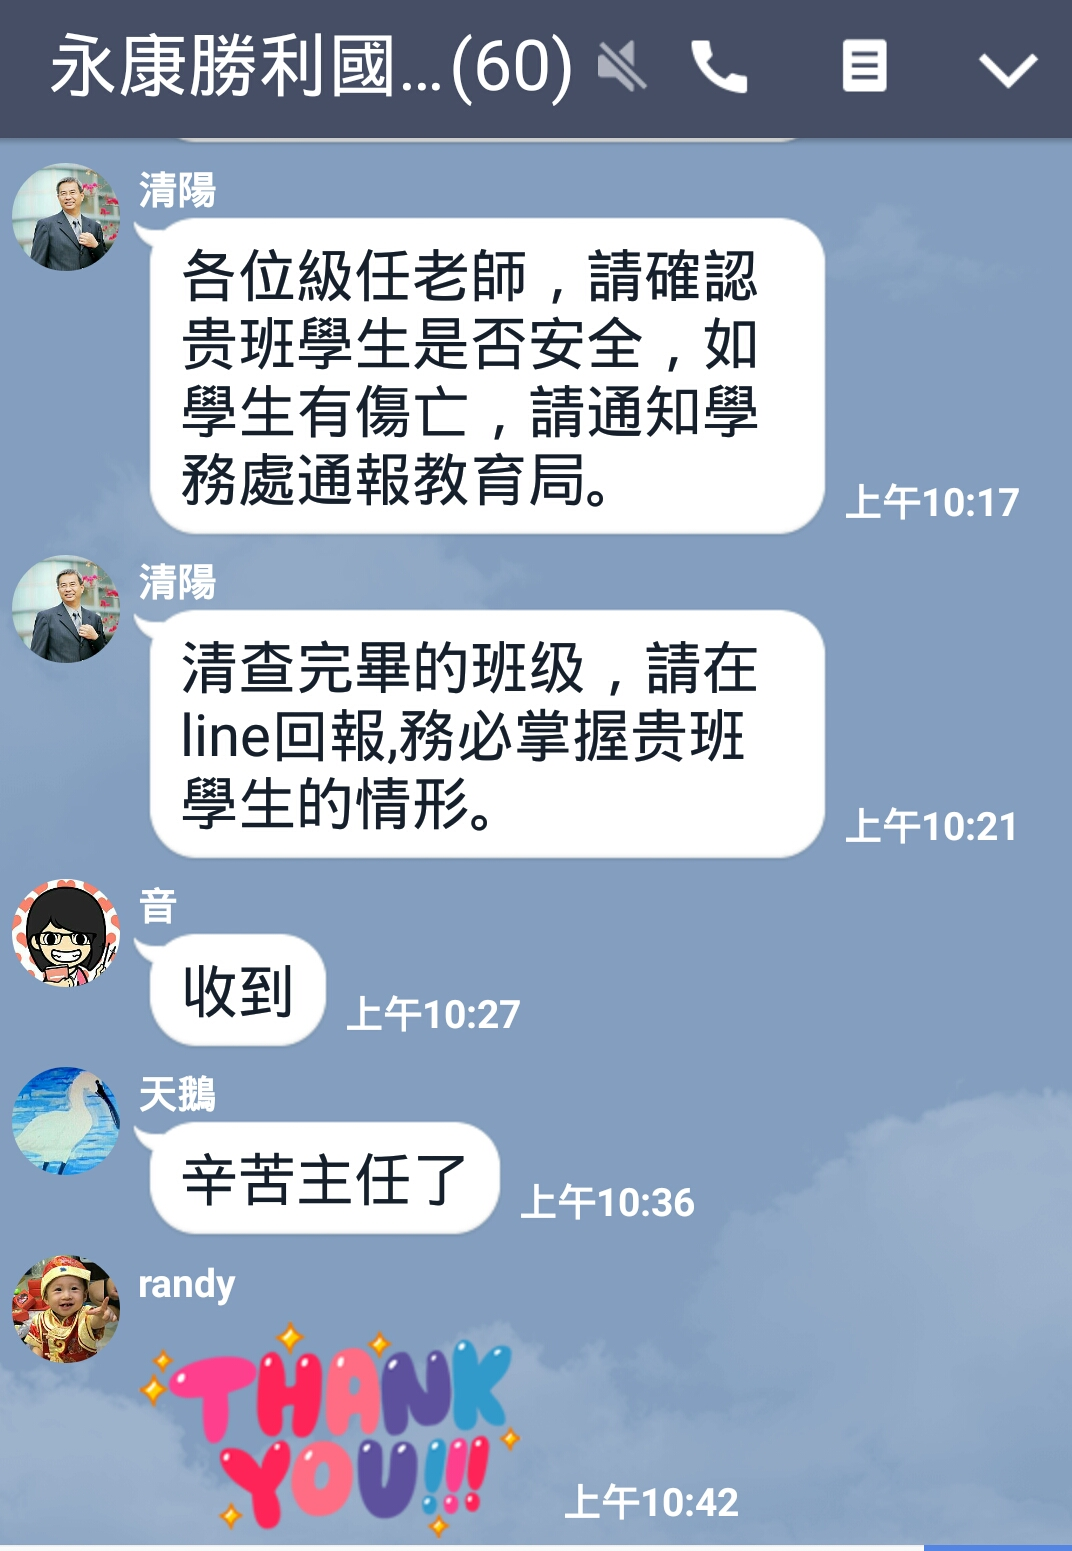 永康勝利國...(60)
清陽
各位級任老師，請確認
贵班學生是否安全，如
學生有傷亡，請通知學
務處通報教育局。
上午10:17
清陽
清查完畢的班级，請在
line回報,務必掌握贵班
學生的情形。
上午10:21
音
收到
上午10:27
天鵝
辛苦主任了
上午10:36
randy
THANK
YOU!!!
上午10:42